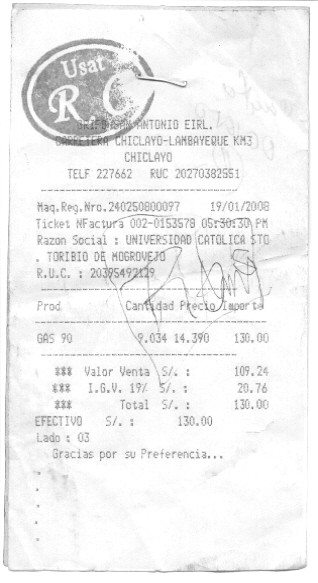 Usat
R C
GRIFO SAN ANTONIO EIRL.
CARRETERA CHICLAYO-LAMBAYEQUE KM3
CHICLAYO
TELF 227662 RUC 20270382551
Maq.Reg.Nro.240250800097 19/01/2008
Ticket NFactura 002-0153578 05:30:30 PM
Razon Social : UNIVERSIDAD CATOLICA STO
. TORIBIO DE MOGROVEJO
R.U.C. : 20395492129
Prod Cantidad Precio Importe
GAS 90 9.034 14.390 130.00
*** Valor Venta S/. : 109.24
*** I.G.V. 19% S/. : 20.76
*** Total S/. : 130.00
EFECTIVO S/. : 130.00
Lado : 03
Gracias por su Preferencia...